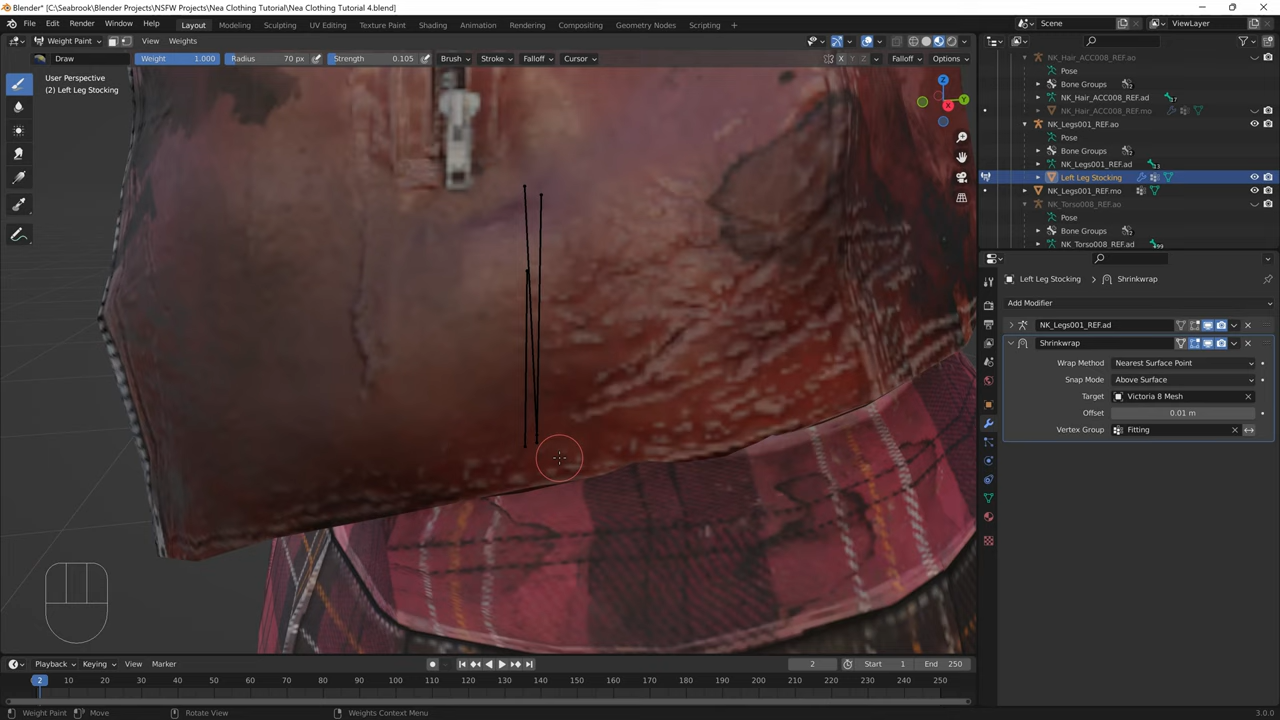 Blender* [C:\Seabrook\Blender Projects\NSFW Projects\Nea Clothing Tutorial\Nea Clothing Tutorial 4.blend]
File Edit Render Window Help Layout Modeling Sculpting UV Editing Texture Paint Shading Animation Rendering Compositing Geometry Nodes Scripting Scene ViewLayer
Weight Paint View Weights
Draw Weight 1.000 Radius 70 px Strength 0.105 Brush Stroke Falloff Cursor X Falloff Options
User Perspective
(2) Left Leg Stocking
Z
Y
X
NK_Hair_ACC008_REF.ao
Pose
Bone Groups
NK_Hair_ACC008_REF.ad
NK_Hair_ACC008_REF.mo
NK_Legs001_REF.ao
Pose
Bone Groups
NK_Legs001_REF.ad
Left Leg Stocking
NK_Legs001_REF.mo
NK_Torso008_REF.ao
Pose
Bone Groups
NK_Torso008_REF.ad
Left Leg Stocking > Shrinkwrap
Add Modifier
NK_Legs001_REF.ad
Shrinkwrap
Wrap Method Nearest Surface Point
Snap Mode Above Surface
Target Victoria 8 Mesh
Offset 0.01 m
Vertex Group Fitting
Playback Keying View Marker 2 Start 1 End 250
2 10 20 30 40 50 60 70 80 90 100 110 120 130 140 150 160 170 180 190 200 210 220 230 240 250
Weight Paint Move Rotate View Weights Context Menu 3.0.0